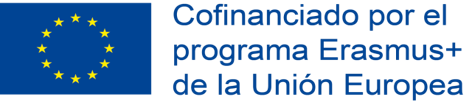 Cofinanciado por el
programa Erasmus+
de la Unión Europea